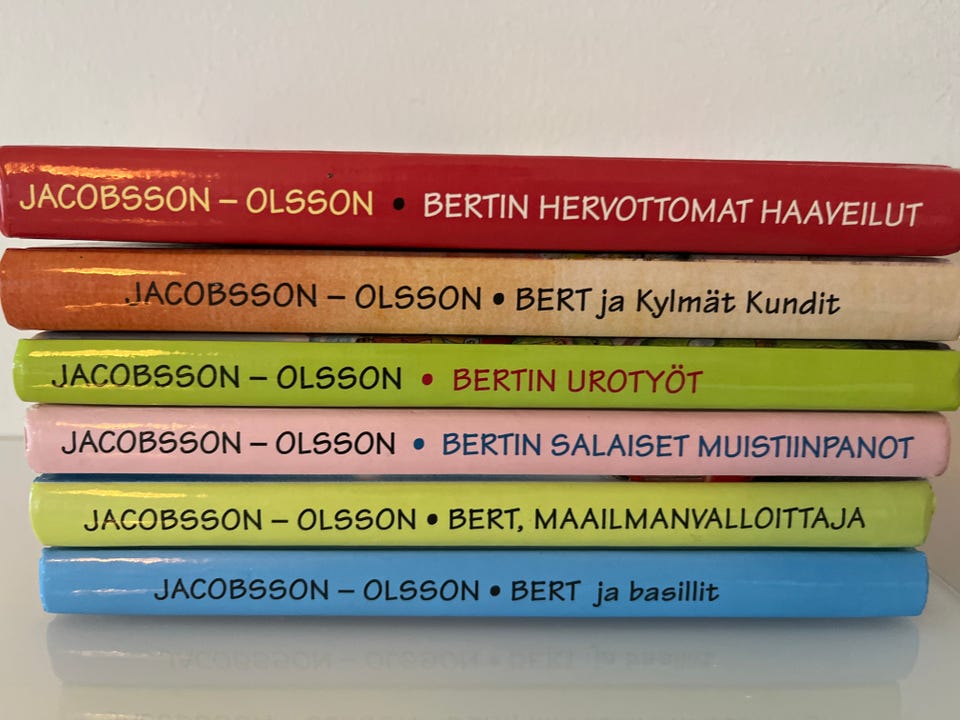 JACOBSSON – OLSSON • BERTIN HERVOTTOMAT HAAVEILUT
JACOBSSON – OLSSON • BERT ja Kylmät Kundit
JACOBSSON – OLSSON • BERTIN UROTYÖT
JACOBSSON – OLSSON • BERTIN SALAISET MUISTIINPANOT
JACOBSSON – OLSSON • BERT, MAAILMANVALLOITTAJA
JACOBSSON – OLSSON • BERT ja basillit